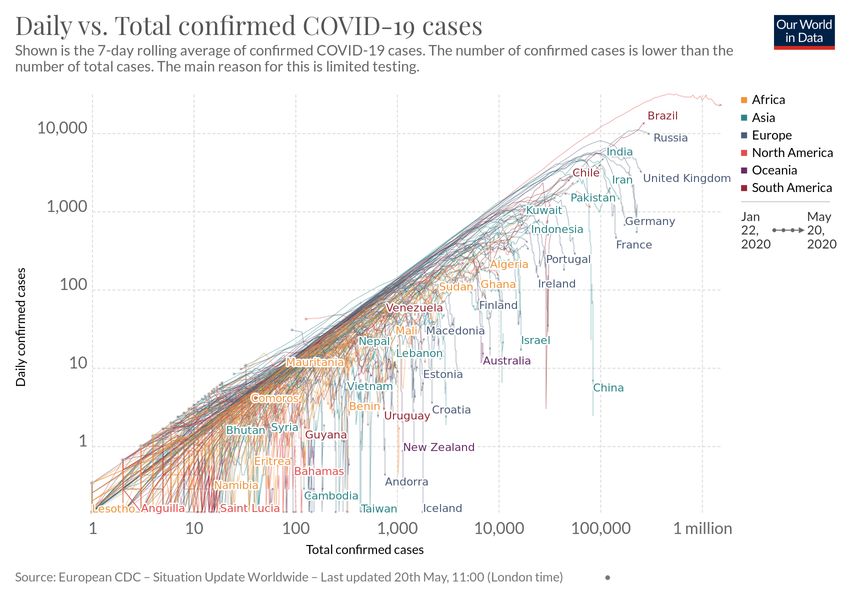 Daily vs. Total confirmed COVID-19 cases
Our World
in Data
Shown is the 7-day rolling average of confirmed COVID-19 cases. The number of confirmed cases is lower than the
number of total cases. The main reason for this is limited testing.
Africa
Asia
Europe
North America
Oceania
South America
Jan
22,
2020
May
20,
2020
Daily confirmed cases
10,000
1,000
100
10
1
Brazil
Russia
India
Chile
Iran
United Kingdom
Pakistan
Kuwait
Germany
Indonesia
France
Portugal
Algeria
Sudan
Ghana
Ireland
Venezuela
Finland
Mali
Macedonia
Nepal
Israel
Lebanon
Mauritania
Australia
Estonia
Vietnam
China
Comoros
Benin
Croatia
Uruguay
Bhutan
Syria
Guyana
New Zealand
Eritrea
Bahamas
Namibia
Andorra
Cambodia
Lesotho
Anguilla
Saint Lucia
Taiwan
Iceland
1
10
100
1,000
10,000
100,000
1 million
Total confirmed cases
Source: European CDC – Situation Update Worldwide – Last updated 20th May, 11:00 (London time)